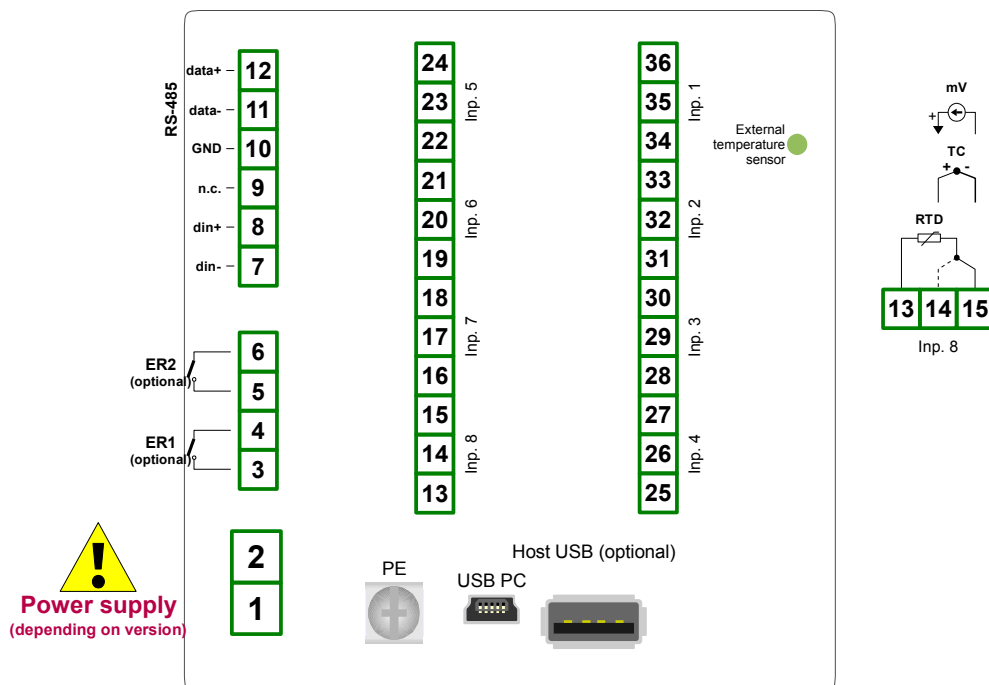 RS-485
data+
12
data-
11
GND
10
n.c.
9
din+
8
din-
7
ER2
(optional)
6
5
ER1
(optional)
4
3
Power supply
(depending on version)
2
1
24
23
22
Inp. 5
21
20
19
Inp. 6
18
17
16
Inp. 7
15
14
13
Inp. 8
36
35
34
Inp. 1
33
32
31
Inp. 2
30
29
28
Inp. 3
27
26
25
Inp. 4
External
temperature
sensor
PE
USB PC
Host USB (optional)
mV
+
TC
+ -
RTD
13 14 15
Inp. 8